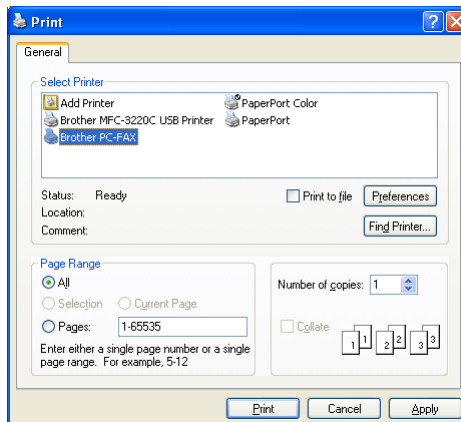 Print
General
Select Printer
Add Printer
PaperPort Color
Brother MFC-3220C USB Printer
PaperPort
Brother PC-FAX
Status: Ready
Print to file
Preferences
Location:
Comment:
Find Printer...
Page Range
All
Selection
Current Page
Pages: 1-65535
Enter either a single page number or a single
page range. For example, 5-12
Number of copies: 1
Collate
1 1 2 2 3 3
Print
Cancel
Apply